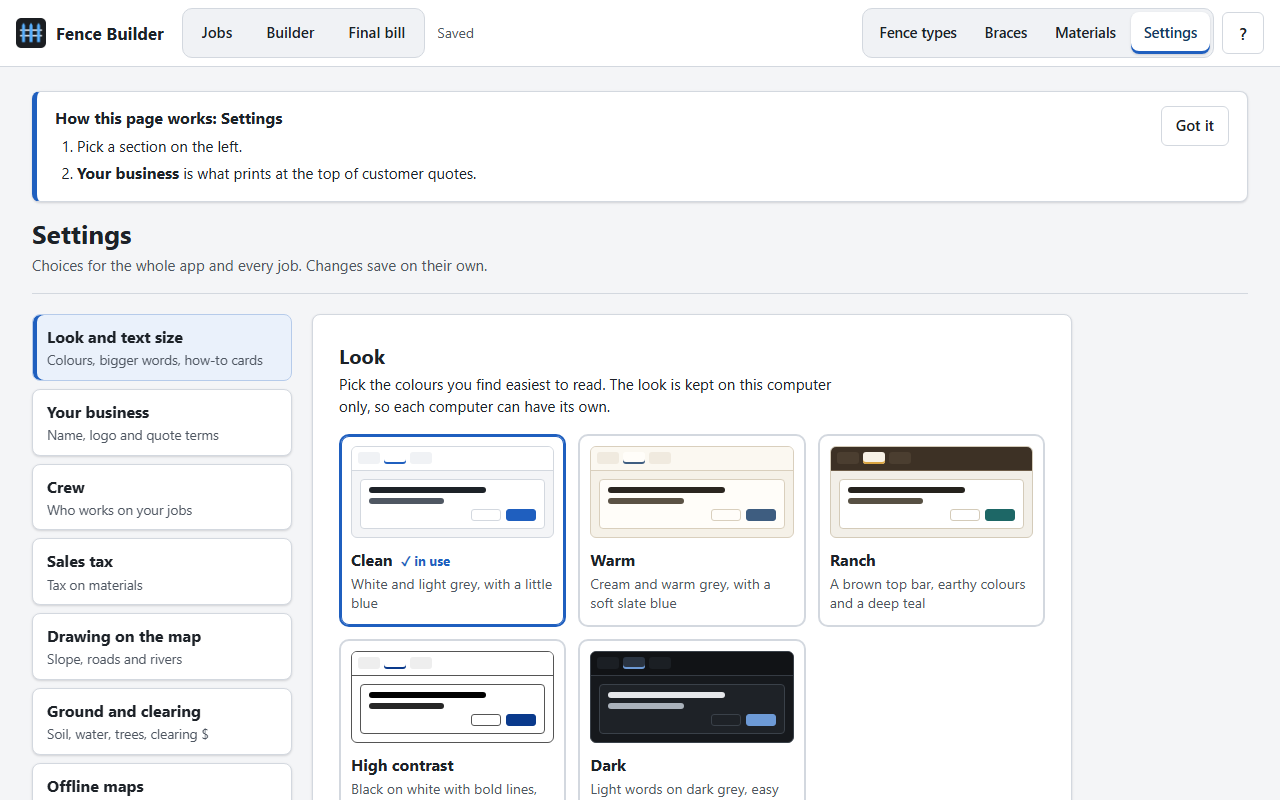 Fence Builder
Jobs
Builder
Final bill
Saved
Fence types
Braces
Materials
Settings
?
How this page works: Settings
Got it
1. Pick a section on the left.
2. Your business is what prints at the top of customer quotes.
Settings
Choices for the whole app and every job. Changes save on their own.
Look and text size
Colours, bigger words, how-to cards
Your business
Name, logo and quote terms
Crew
Who works on your jobs
Sales tax
Tax on materials
Drawing on the map
Slope, roads and rivers
Ground and clearing
Soil, water, trees, clearing $
Offline maps
Look
Pick the colours you find easiest to read. The look is kept on this computer
only, so each computer can have its own.
Clean ✓ in use
White and light grey, with a little
blue
Warm
Cream and warm grey, with a
soft slate blue
Ranch
A brown top bar, earthy colours
and a deep teal
High contrast
Black on white with bold lines,
Dark
Light words on dark grey, easy